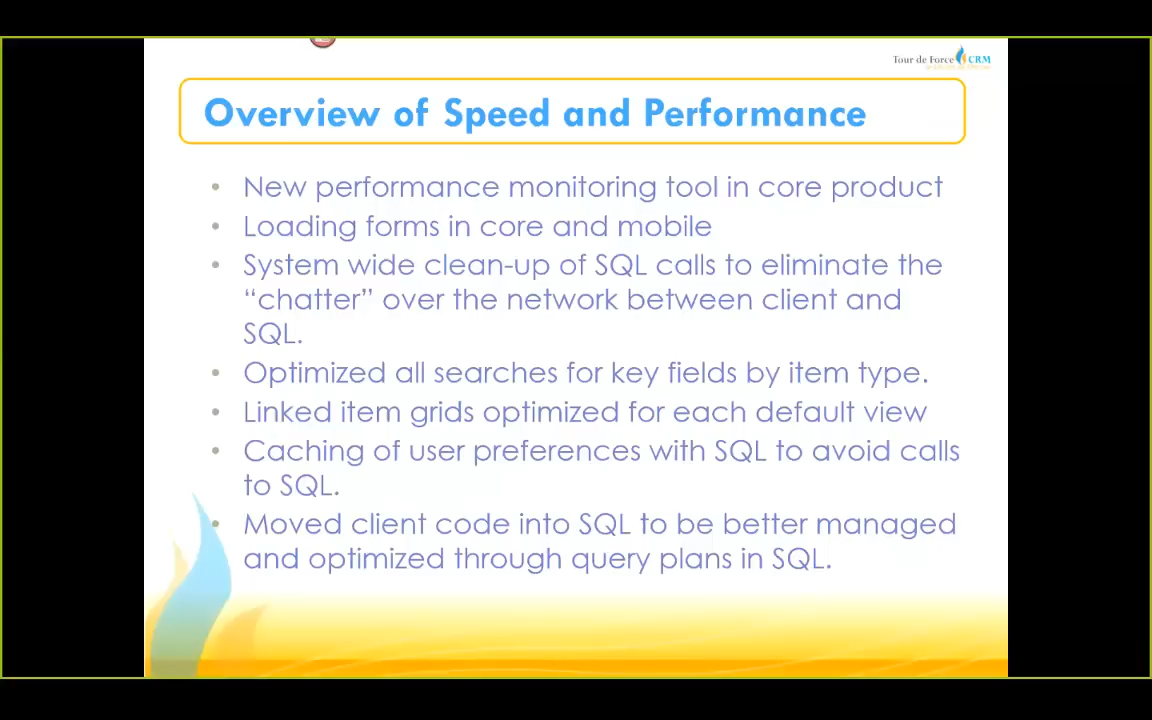 Tour de Force CRM
Overview of Speed and Performance
• New performance monitoring tool in core product
• Loading forms in core and mobile
• System wide clean-up of SQL calls to eliminate the
“chatter” over the network between client and
SQL.
• Optimized all searches for key fields by item type.
• Linked item grids optimized for each default view
• Caching of user preferences with SQL to avoid calls
to SQL.
• Moved client code into SQL to be better managed
and optimized through query plans in SQL.